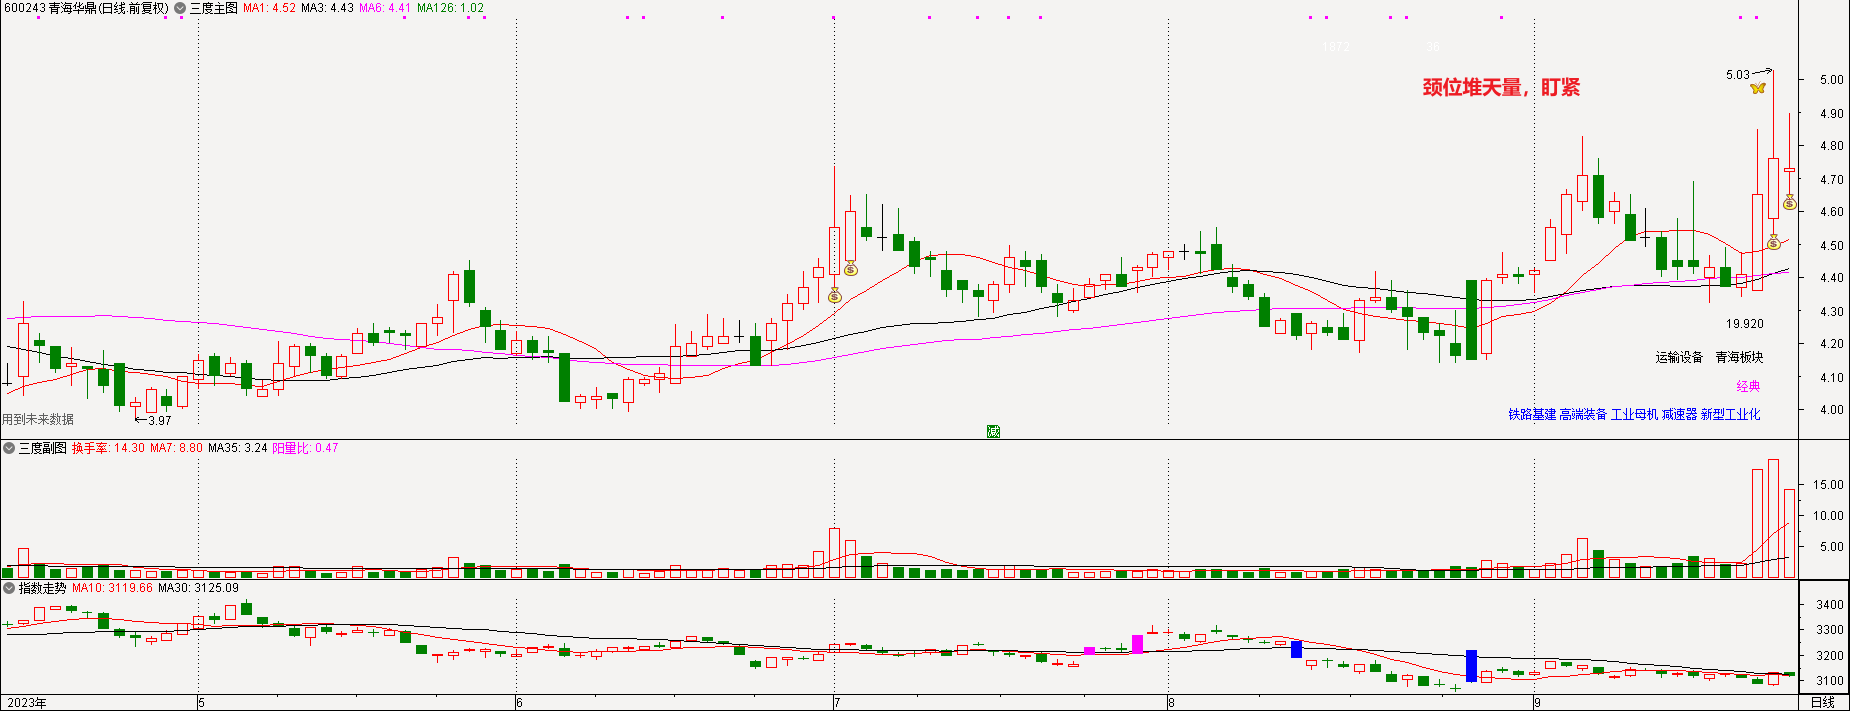 600243 青海华鼎(日线.前复权) 三度主图 MA1: 4.52 MA3: 4.43 MA6: 4.41 MA126: 1.02
1872 36
5.03
颈位堆天量，盯紧
5.00
4.90
4.80
4.70
4.60
4.50
4.40
4.30
4.20
4.10
4.00
19.920
运输设备 青海板块
经典
铁路基建 高端装备 工业母机 减速器 新型工业化
用到未来数据
3.97
减
三度副图 换手率: 14.30 MA7: 8.80 MA35: 3.24 阳量比: 0.47
15.00
10.00
5.00
指数走势 MA10: 3119.66 MA30: 3125.09
3400
3300
3200
3100
2023年 5 6 7 8 9 日线